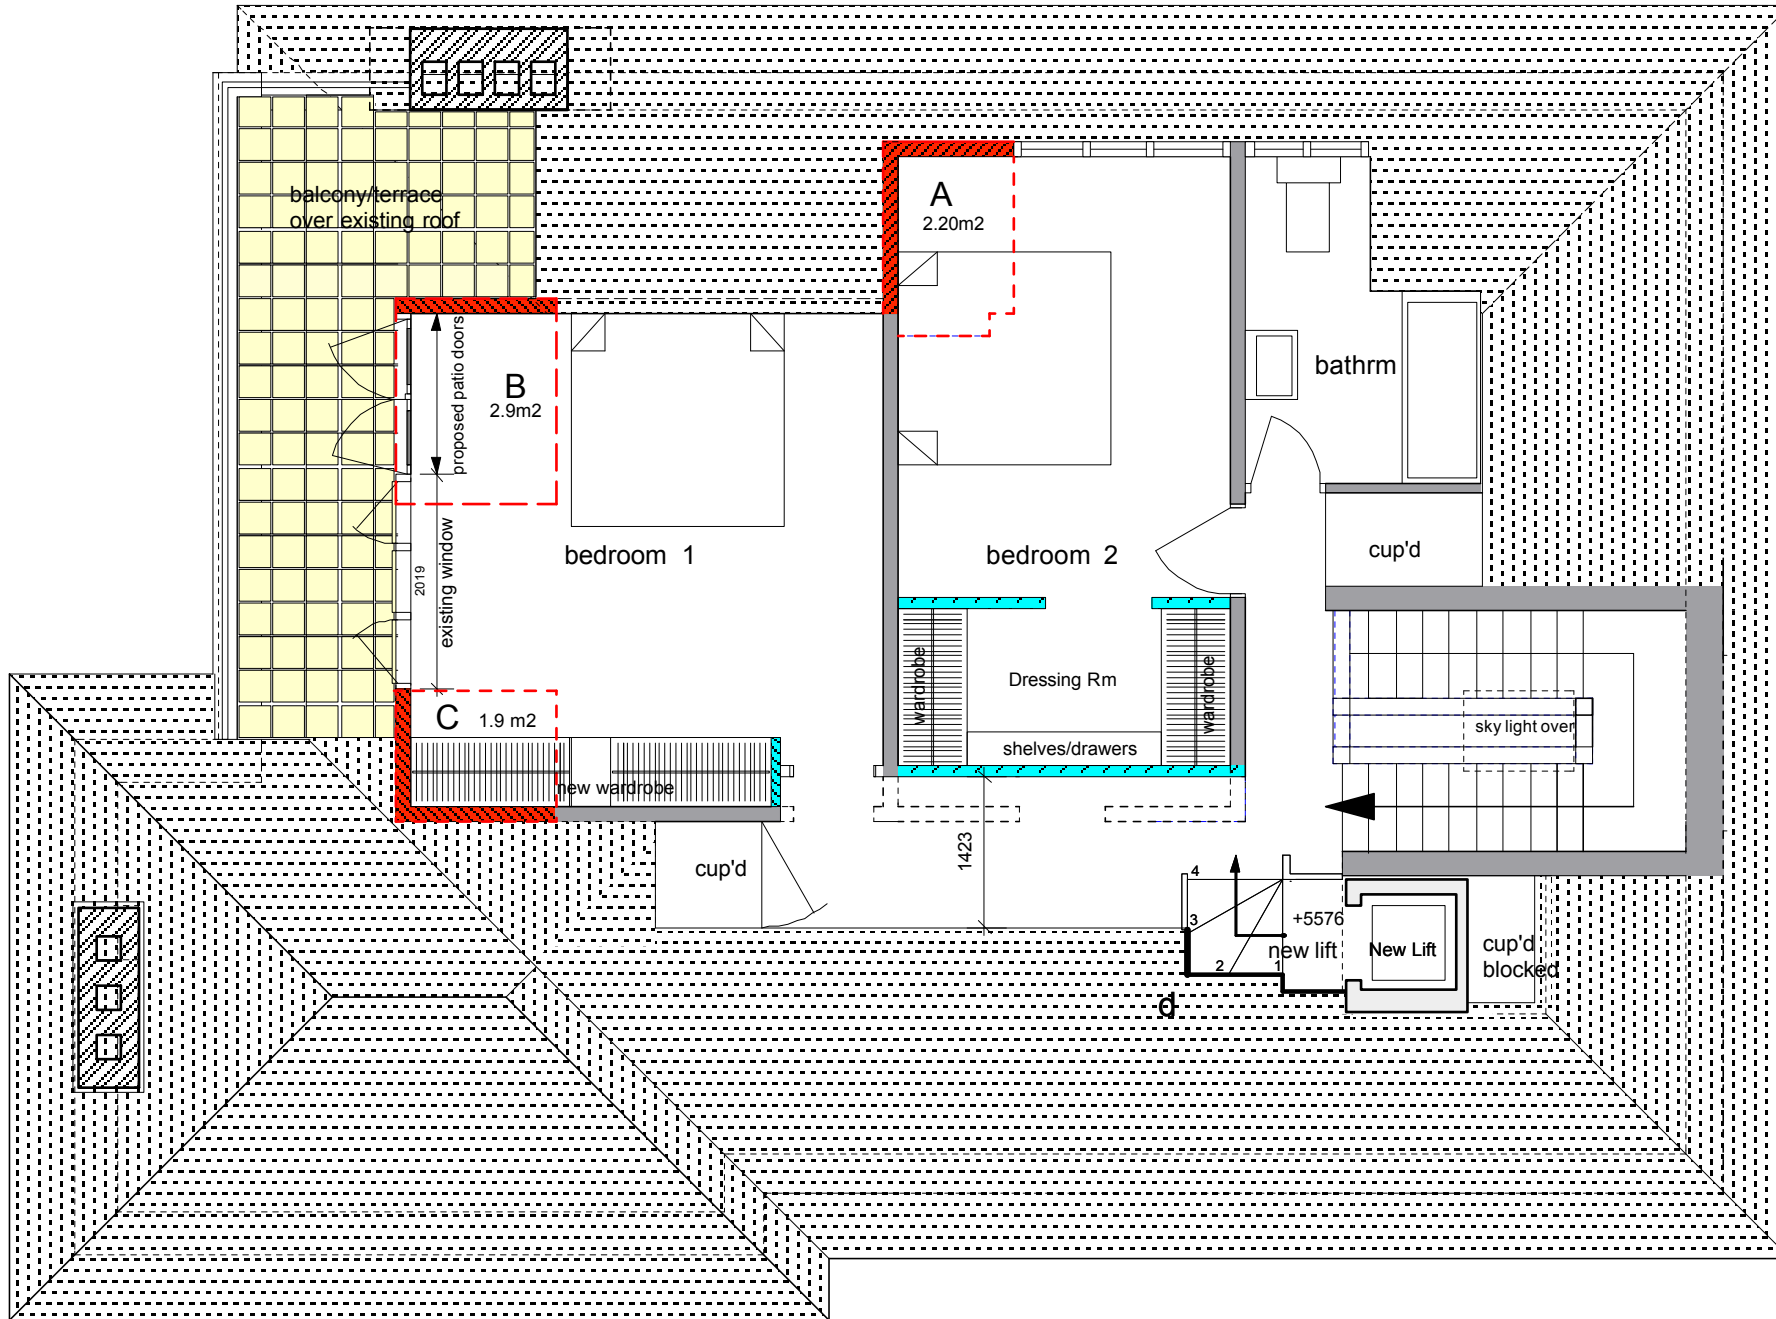 balcony/terrace
over existing roof
A
2.20m2
proposed patio doors
B
2.9m2
bathrm
existing window
2019
bedroom 1
bedroom 2
cup'd
wardrobe
Dressing Rm
wardrobe
shelves/drawers
sky light over
C 1.9 m2
new wardrobe
1423
cup'd
4
3
2
1
+5576
new lift
New Lift
cup'd
blocked
d